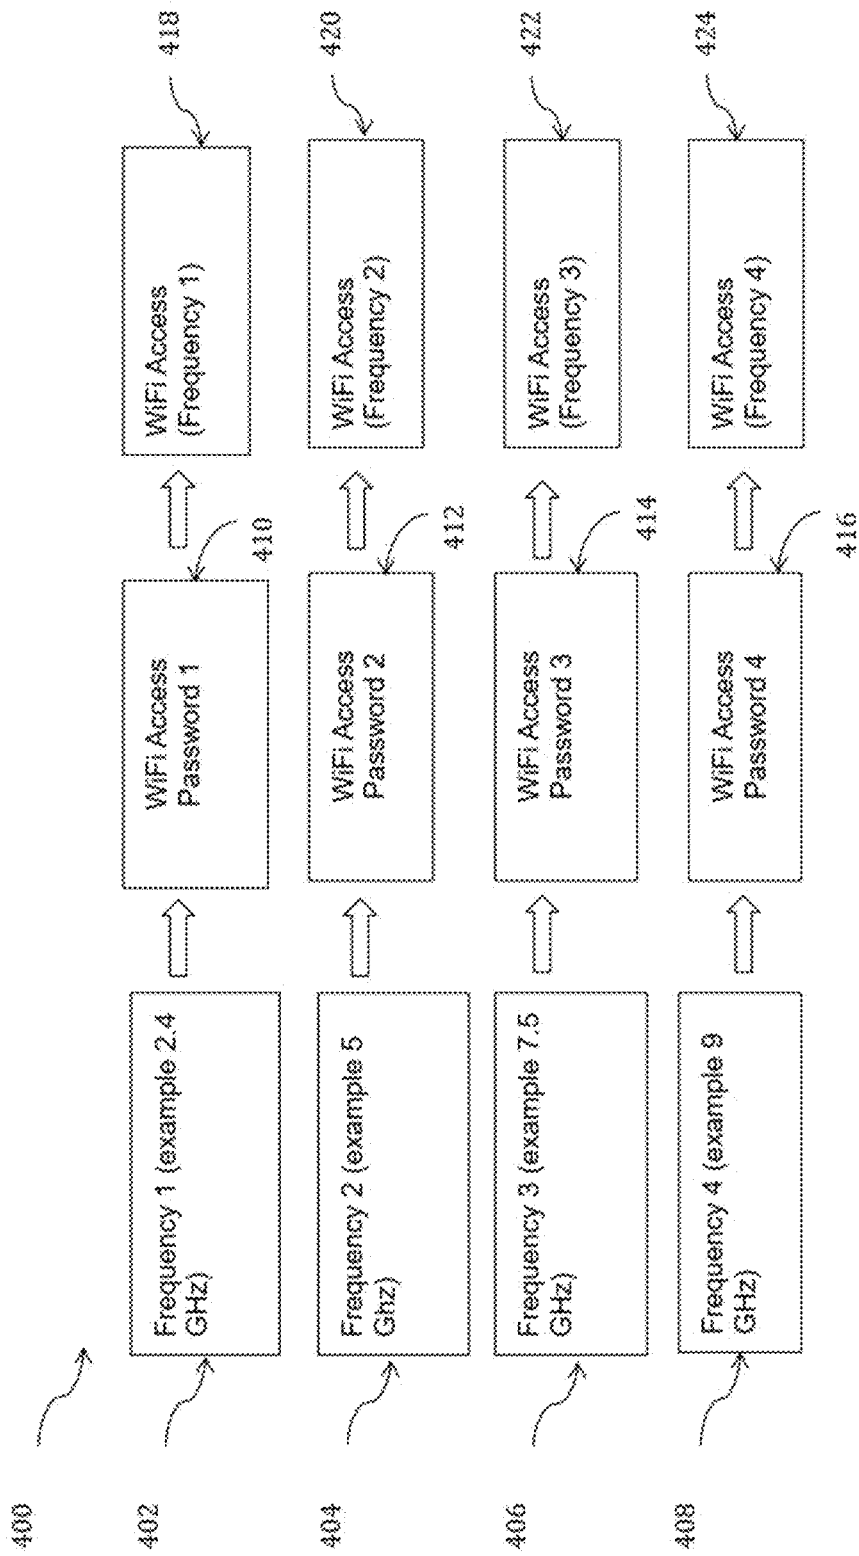 400
402
Frequency 1 (example 2.4
GHz)
WiFi Access
Password 1
410
WiFi Access
(Frequency 1)
418
404
Frequency 2 (example 5
Ghz)
WiFi Access
Password 2
412
WiFi Access
(Frequency 2)
420
406
Frequency 3 (example 7.5
GHz)
WiFi Access
Password 3
414
WiFi Access
(Frequency 3)
422
408
Frequency 4 (example 9
GHz)
WiFi Access
Password 4
416
WiFi Access
(Frequency 4)
424